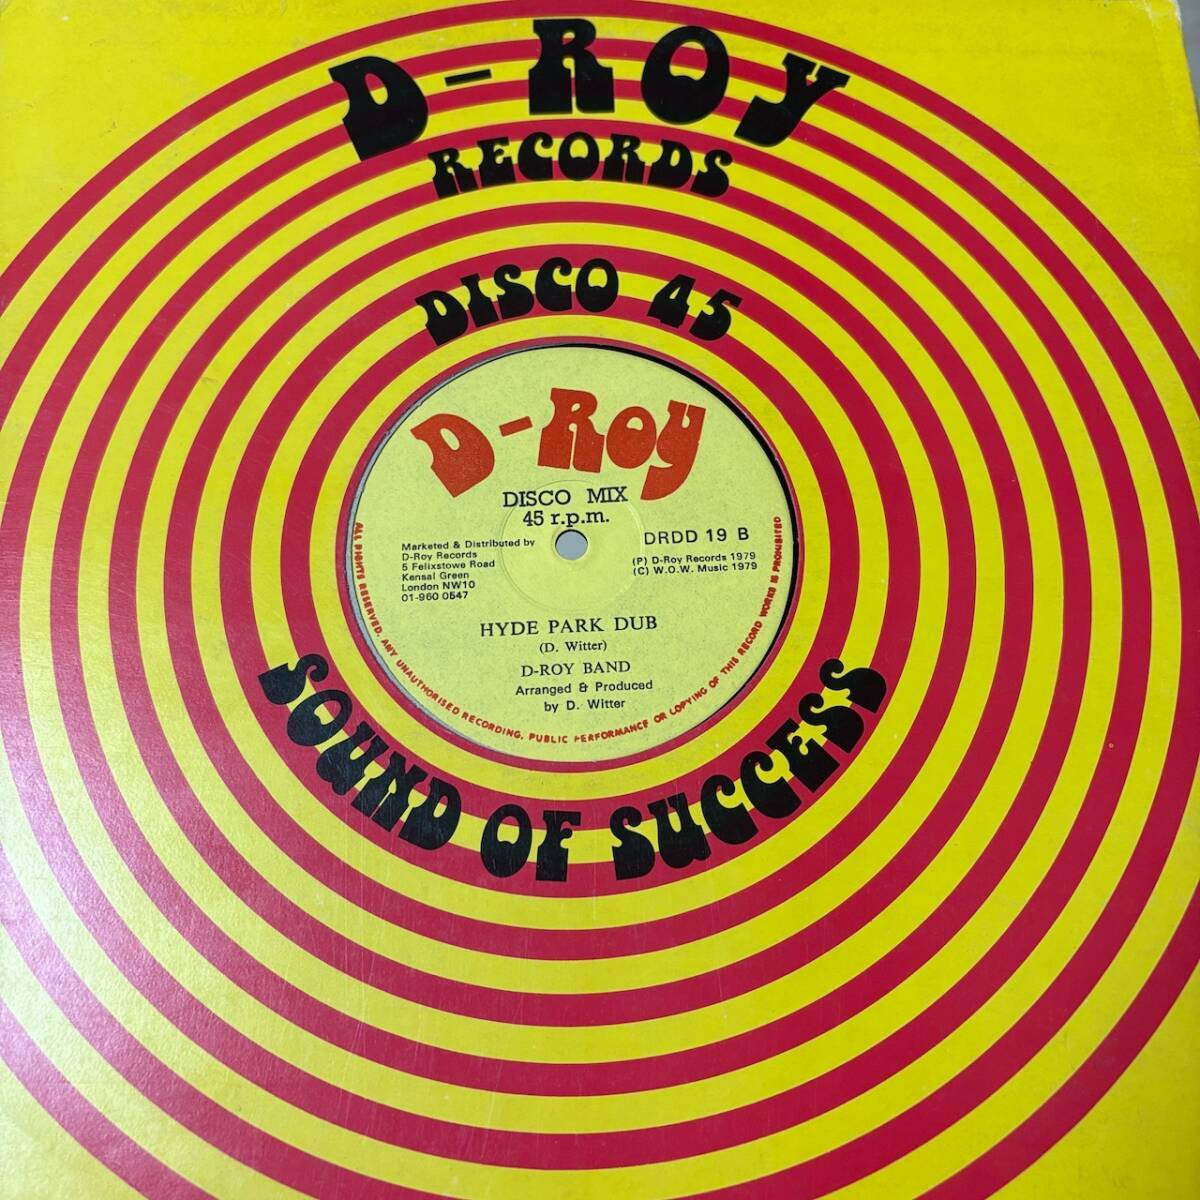 D-ROY
RECORDS
DISCO 45
D-Roy
DISCO MIX
45 r.p.m.
Marketed & Distributed by
D-Roy Records
5 Felixstowe Road
Kensal Green
London NW10
01-960 0547
DRDD 19 B
(P) D-Roy Records 1979
(C) W.O.W. Music 1979
HYDE PARK DUB
(D. Witter)
D-ROY BAND
Arranged & Produced
by D. Witter
ALL RIGHTS RESERVED. ANY UNAUTHORISED RECORDING, PUBLIC PERFORMANCE OR COPYING OF THIS RECORD WORKS IS PROHIBITED
SOUND OF SUCCESS